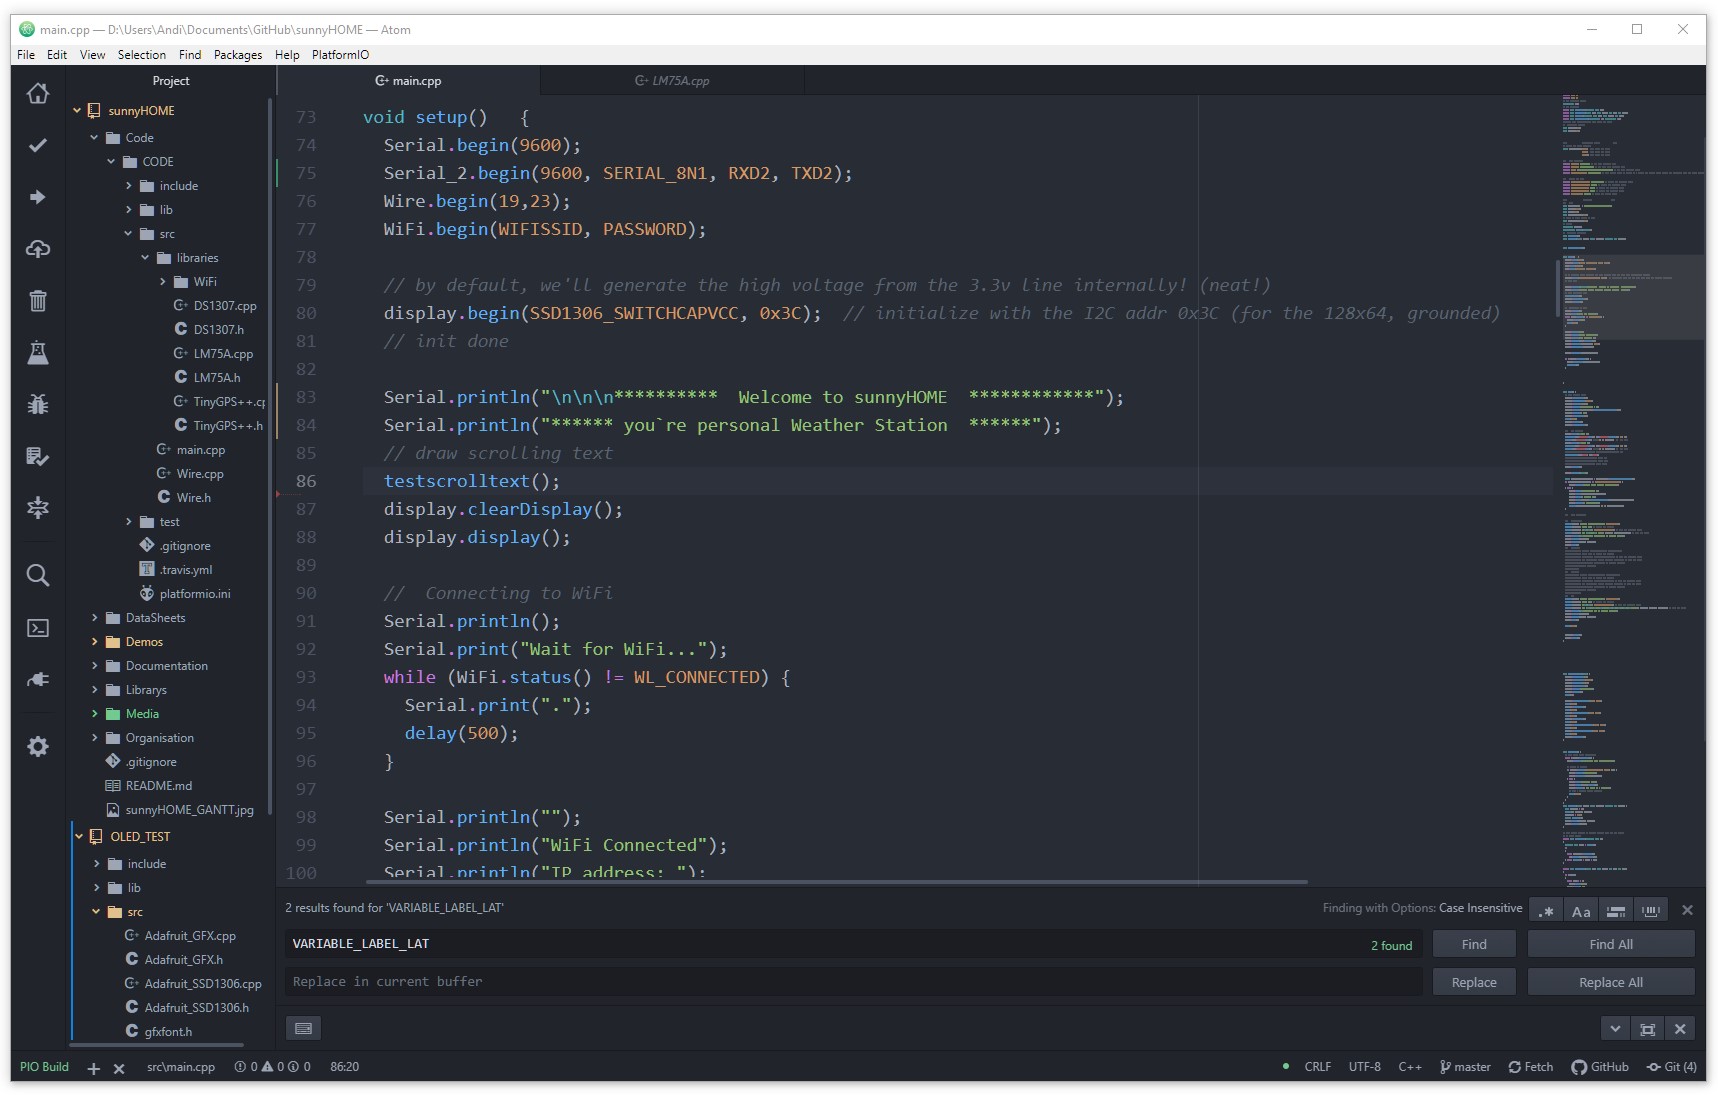 main.cpp — D:\Users\Andi\Documents\GitHub\sunnyHOME — Atom
File Edit View Selection Find Packages Help PlatformIO
Project
sunnyHOME
Code
CODE
include
lib
src
libraries
WiFi
DS1307.cpp
DS1307.h
LM75A.cpp
LM75A.h
TinyGPS++.cp
TinyGPS++.h
main.cpp
Wire.cpp
Wire.h
test
.gitignore
.travis.yml
platformio.ini
DataSheets
Demos
Documentation
Librarys
Media
Organisation
.gitignore
README.md
sunnyHOME_GANTT.jpg
OLED_TEST
include
lib
src
Adafruit_GFX.cpp
Adafruit_GFX.h
Adafruit_SSD1306.cpp
Adafruit_SSD1306.h
gfxfont.h
main.cpp LM75A.cpp
73 void setup() {
74 Serial.begin(9600);
75 Serial_2.begin(9600, SERIAL_8N1, RXD2, TXD2);
76 Wire.begin(19,23);
77 WiFi.begin(WIFISSID, PASSWORD);
78
79 // by default, we'll generate the high voltage from the 3.3v line internally! (neat!)
80 display.begin(SSD1306_SWITCHCAPVCC, 0x3C); // initialize with the I2C addr 0x3C (for the 128x64, grounded)
81 // init done
82
83 Serial.println("\n\n\n********** Welcome to sunnyHOME ************");
84 Serial.println("****** you`re personal Weather Station ******");
85 // draw scrolling text
86 testscrolltext();
87 display.clearDisplay();
88 display.display();
89
90 // Connecting to WiFi
91 Serial.println();
92 Serial.print("Wait for WiFi...");
93 while (WiFi.status() != WL_CONNECTED) {
94 Serial.print(".");
95 delay(500);
96 }
97
98 Serial.println("");
99 Serial.println("WiFi Connected");
100 Serial.println("IP address: ");
2 results found for 'VARIABLE_LABEL_LAT' Finding with Options: Case Insensitive .* Aa
VARIABLE_LABEL_LAT 2 found Find Find All
Replace in current buffer Replace Replace All
PIO Build + × src\main.cpp 0 0 0 86:20 CRLF UTF-8 C++ master Fetch GitHub Git (4)